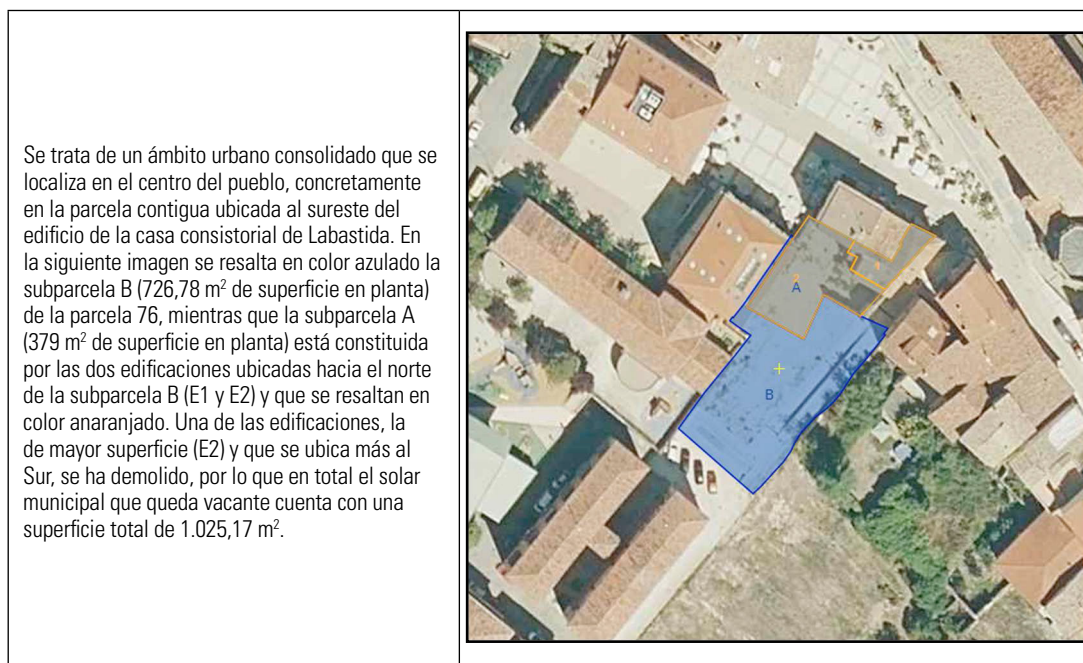 Se trata de un ámbito urbano consolidado que se
localiza en el centro del pueblo, concretamente
en la parcela contigua ubicada al sureste del
edificio de la casa consistorial de Labastida. En
la siguiente imagen se resalta en color azulado la
subparcela B (726,78 m² de superficie en planta)
de la parcela 76, mientras que la subparcela A
(379 m² de superficie en planta) está constituida
por las dos edificaciones ubicadas hacia el norte
de la subparcela B (E1 y E2) y que se resaltan en
color anaranjado. Una de las edificaciones, la
de mayor superficie (E2) y que se ubica más al
Sur, se ha demolido, por lo que en total el solar
municipal que queda vacante cuenta con una
superficie total de 1.025,17 m².
1
2
A
B